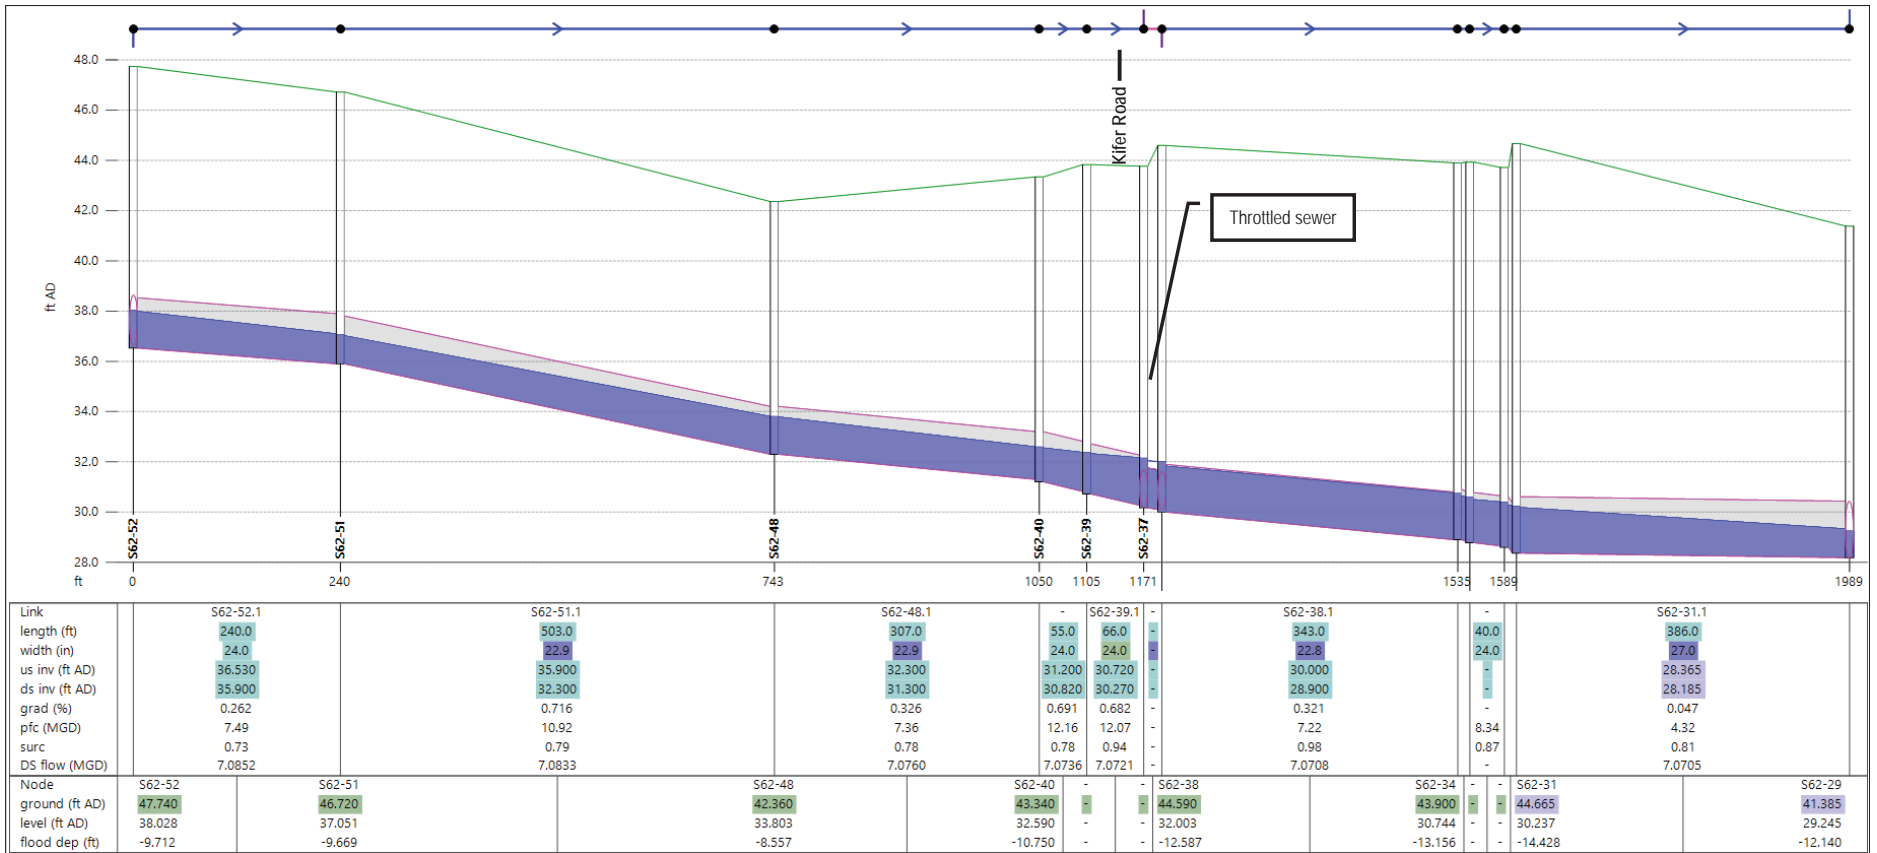 48.0
46.0
44.0
42.0
40.0
38.0
36.0
34.0
32.0
30.0
28.0
ft AD
Kifer Road
Throttled sewer
S62-52
S62-51
S62-48
S62-40
S62-39
S62-37
ft 0 240 743 1050 1105 1171 1535 1589 1989
Link S62-52.1 S62-51.1 S62-48.1 - S62-39.1 - S62-38.1 - S62-31.1
length (ft) 240.0 503.0 307.0 55.0 66.0 - 343.0 40.0 386.0
width (in) 24.0 22.9 22.9 24.0 24.0 - 22.8 24.0 27.0
us inv (ft AD) 36.530 35.900 32.300 31.200 30.720 - 30.000 - 28.365
ds inv (ft AD) 35.900 32.300 31.300 30.820 30.270 - 28.900 - 28.185
grad (%) 0.262 0.716 0.326 0.691 0.682 - 0.321 - 0.047
pfc (MGD) 7.49 10.92 7.36 12.16 12.07 - 7.22 8.34 4.32
surc 0.73 0.79 0.78 0.78 0.94 - 0.98 0.87 0.81
DS flow (MGD) 7.0852 7.0833 7.0760 7.0736 7.0721 - 7.0708 - 7.0705
Node S62-52 S62-51 S62-48 S62-40 - - S62-38 S62-34 - - S62-31 S62-29
ground (ft AD) 47.740 46.720 42.360 43.340 - - 44.590 43.900 - - 44.665 41.385
level (ft AD) 38.028 37.051 33.803 32.590 - - 32.003 30.744 - - 30.237 29.245
flood dep (ft) -9.712 -9.669 -8.557 -10.750 - - -12.587 -13.156 - - -14.428 -12.140